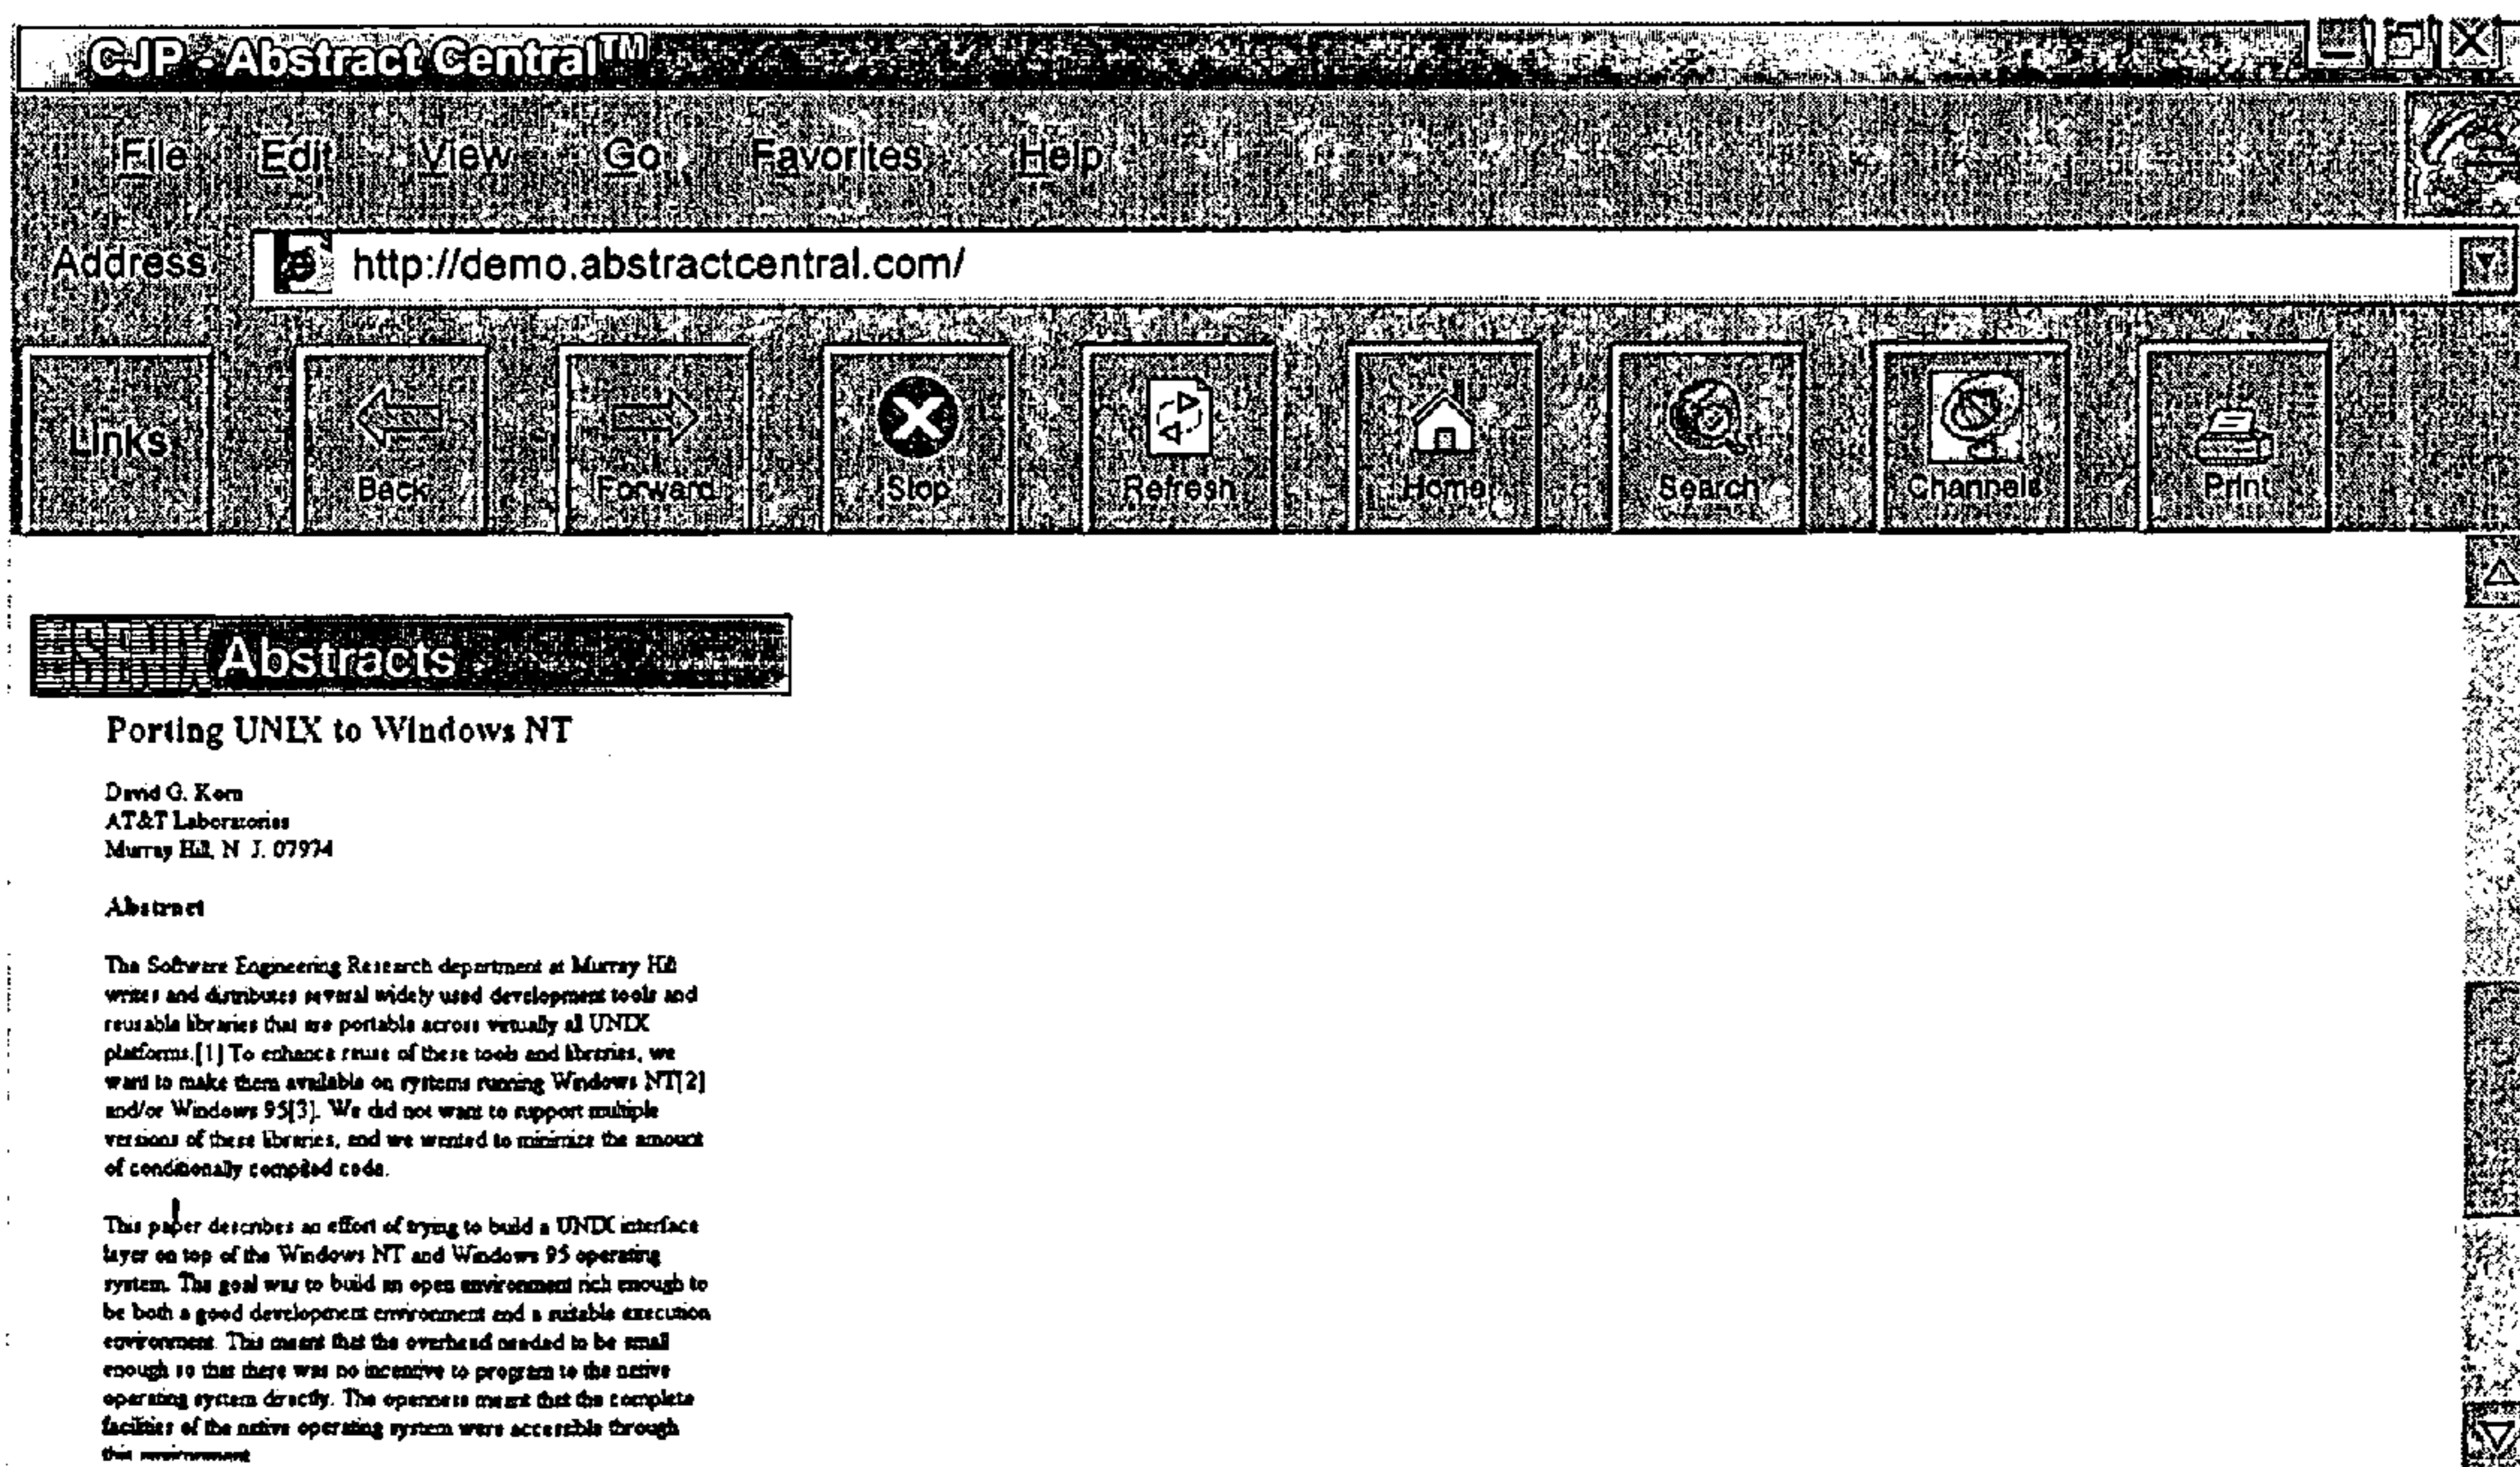 CJP - Abstract Central™
File Edit View Go Favorites Help
Address http://demo.abstractcentral.com/
Links Back Forward Stop Refresh Home Search Channels Print
USENIX Abstracts
Porting UNIX to Windows NT
David G. Korn
AT&T Laboratories
Murray Hill, N J. 07974
Abstract
The Software Engineering Research department at Murray Hill
writes and distributes several widely used development tools and
reusable libraries that are portable across virtually all UNIX
platforms.[1] To enhance reuse of these tools and libraries, we
want to make them available on systems running Windows NT[2]
and/or Windows 95[3]. We did not want to support multiple
versions of these libraries, and we wanted to minimize the amount
of conditionally compiled code.
This paper describes an effort of trying to build a UNIX interface
layer on top of the Windows NT and Windows 95 operating
system. The goal was to build an open environment rich enough to
be both a good development environment and a suitable execution
environment. This meant that the overhead needed to be small
enough so that there was no incentive to program to the native
operating system directly. The openness meant that the complete
facilities of the native operating system were accessible through
this environment